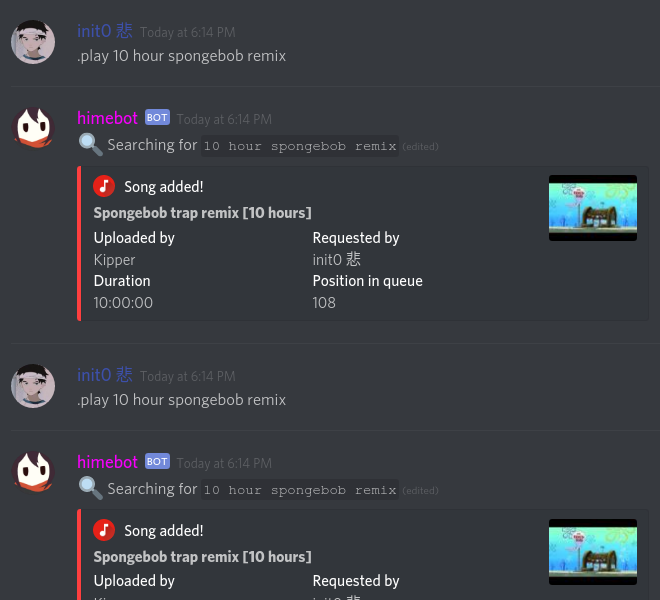 init0 悲 Today at 6:14 PM
.play 10 hour spongebob remix
himebot BOT Today at 6:14 PM
Searching for 10 hour spongebob remix (edited)
Song added!
Spongebob trap remix [10 hours]
Uploaded by Requested by
Kipper init0 悲
Duration Position in queue
10:00:00 108
init0 悲 Today at 6:14 PM
.play 10 hour spongebob remix
himebot BOT Today at 6:14 PM
Searching for 10 hour spongebob remix (edited)
Song added!
Spongebob trap remix [10 hours]
Uploaded by Requested by